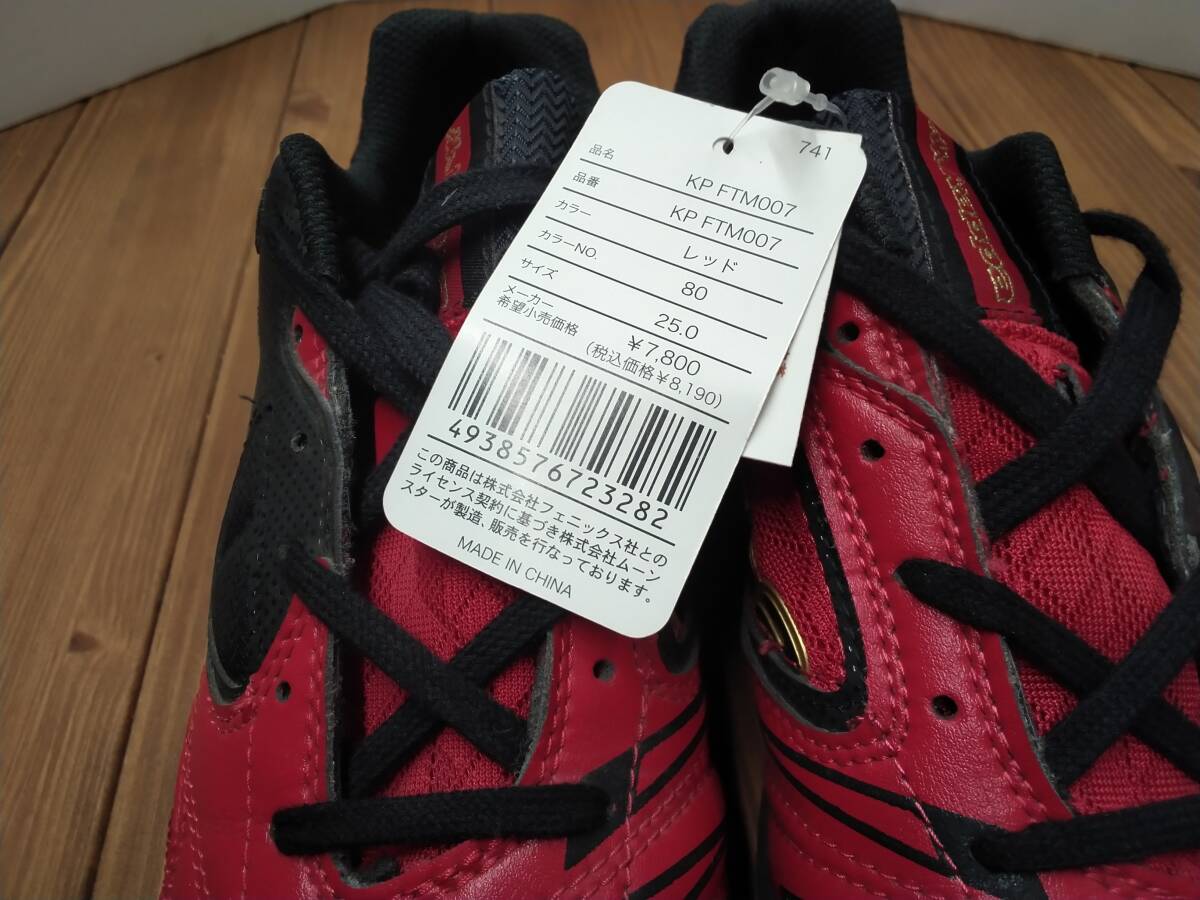 741
品名 KP FTM007
品番 KP FTM007
カラー レッド
カラーNO. 80
サイズ 25.0
メーカー
希望小売価格 ¥7,800
(税込価格¥8,190)
4938576723282
この商品は株式会社フェニックス社との
ライセンス契約に基づき株式会社ムーン
スターが製造、販売を行なっております。
MADE IN CHINA